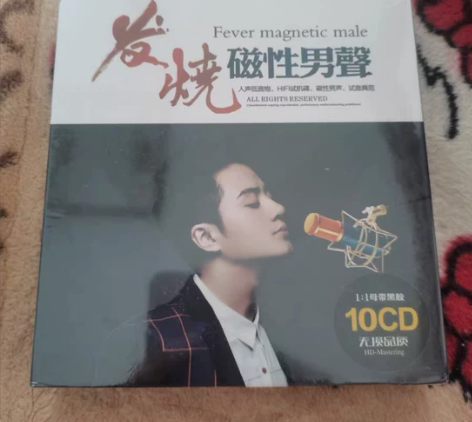 Fever magnetic male
发烧
磁性男聲
ALL RIGHTS RESERVED
1:1母带黑胶
10CD
无损品质
HD-Mastering